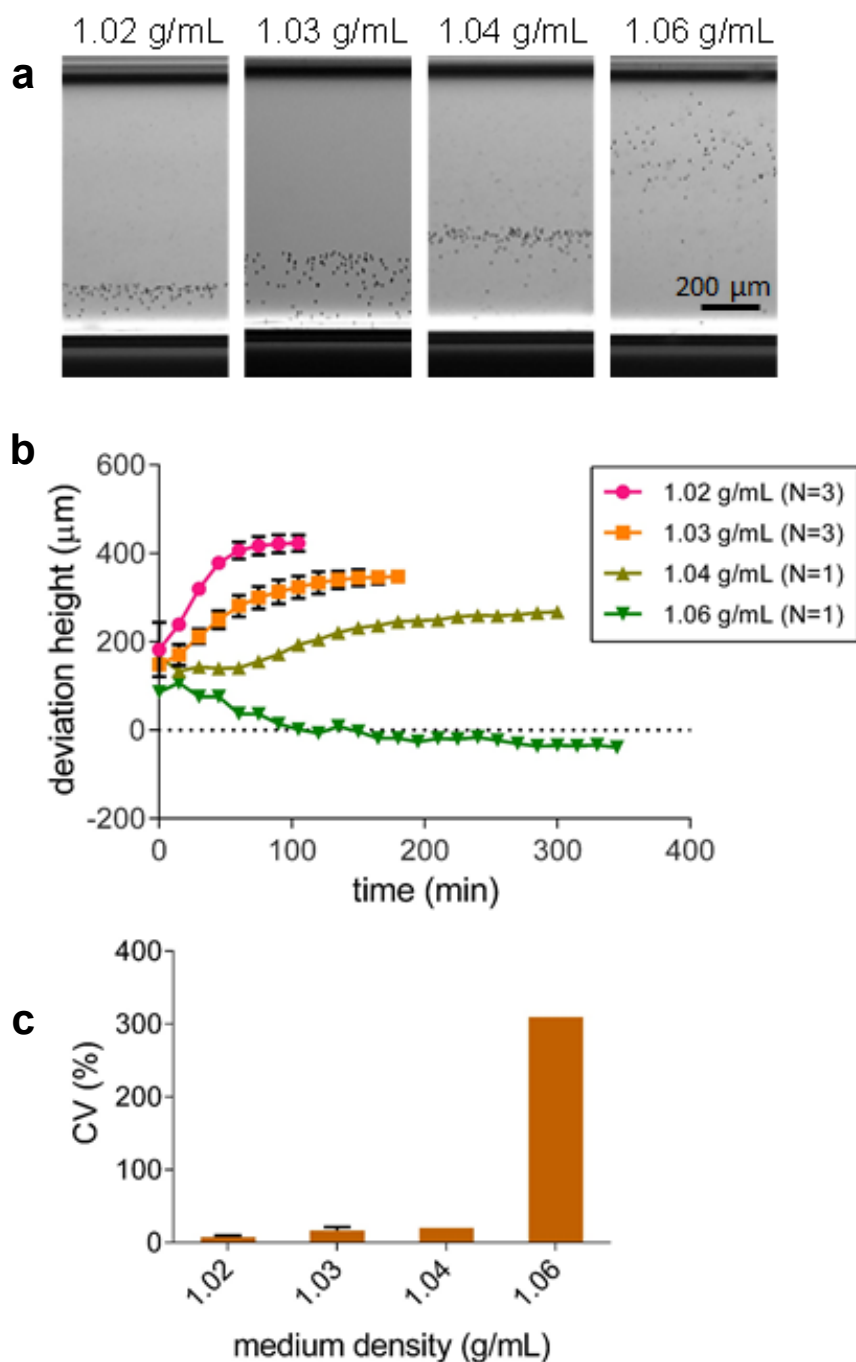 1.02 g/mL 1.03 g/mL 1.04 g/mL 1.06 g/mL
a
200 μm
b
600
400
200
0
-200
deviation height (μm)
0 100 200 300 400
time (min)
1.02 g/mL (N=3)
1.03 g/mL (N=3)
1.04 g/mL (N=1)
1.06 g/mL (N=1)
c
400
300
200
100
0
CV (%)
1.02 1.03 1.04 1.06
medium density (g/mL)